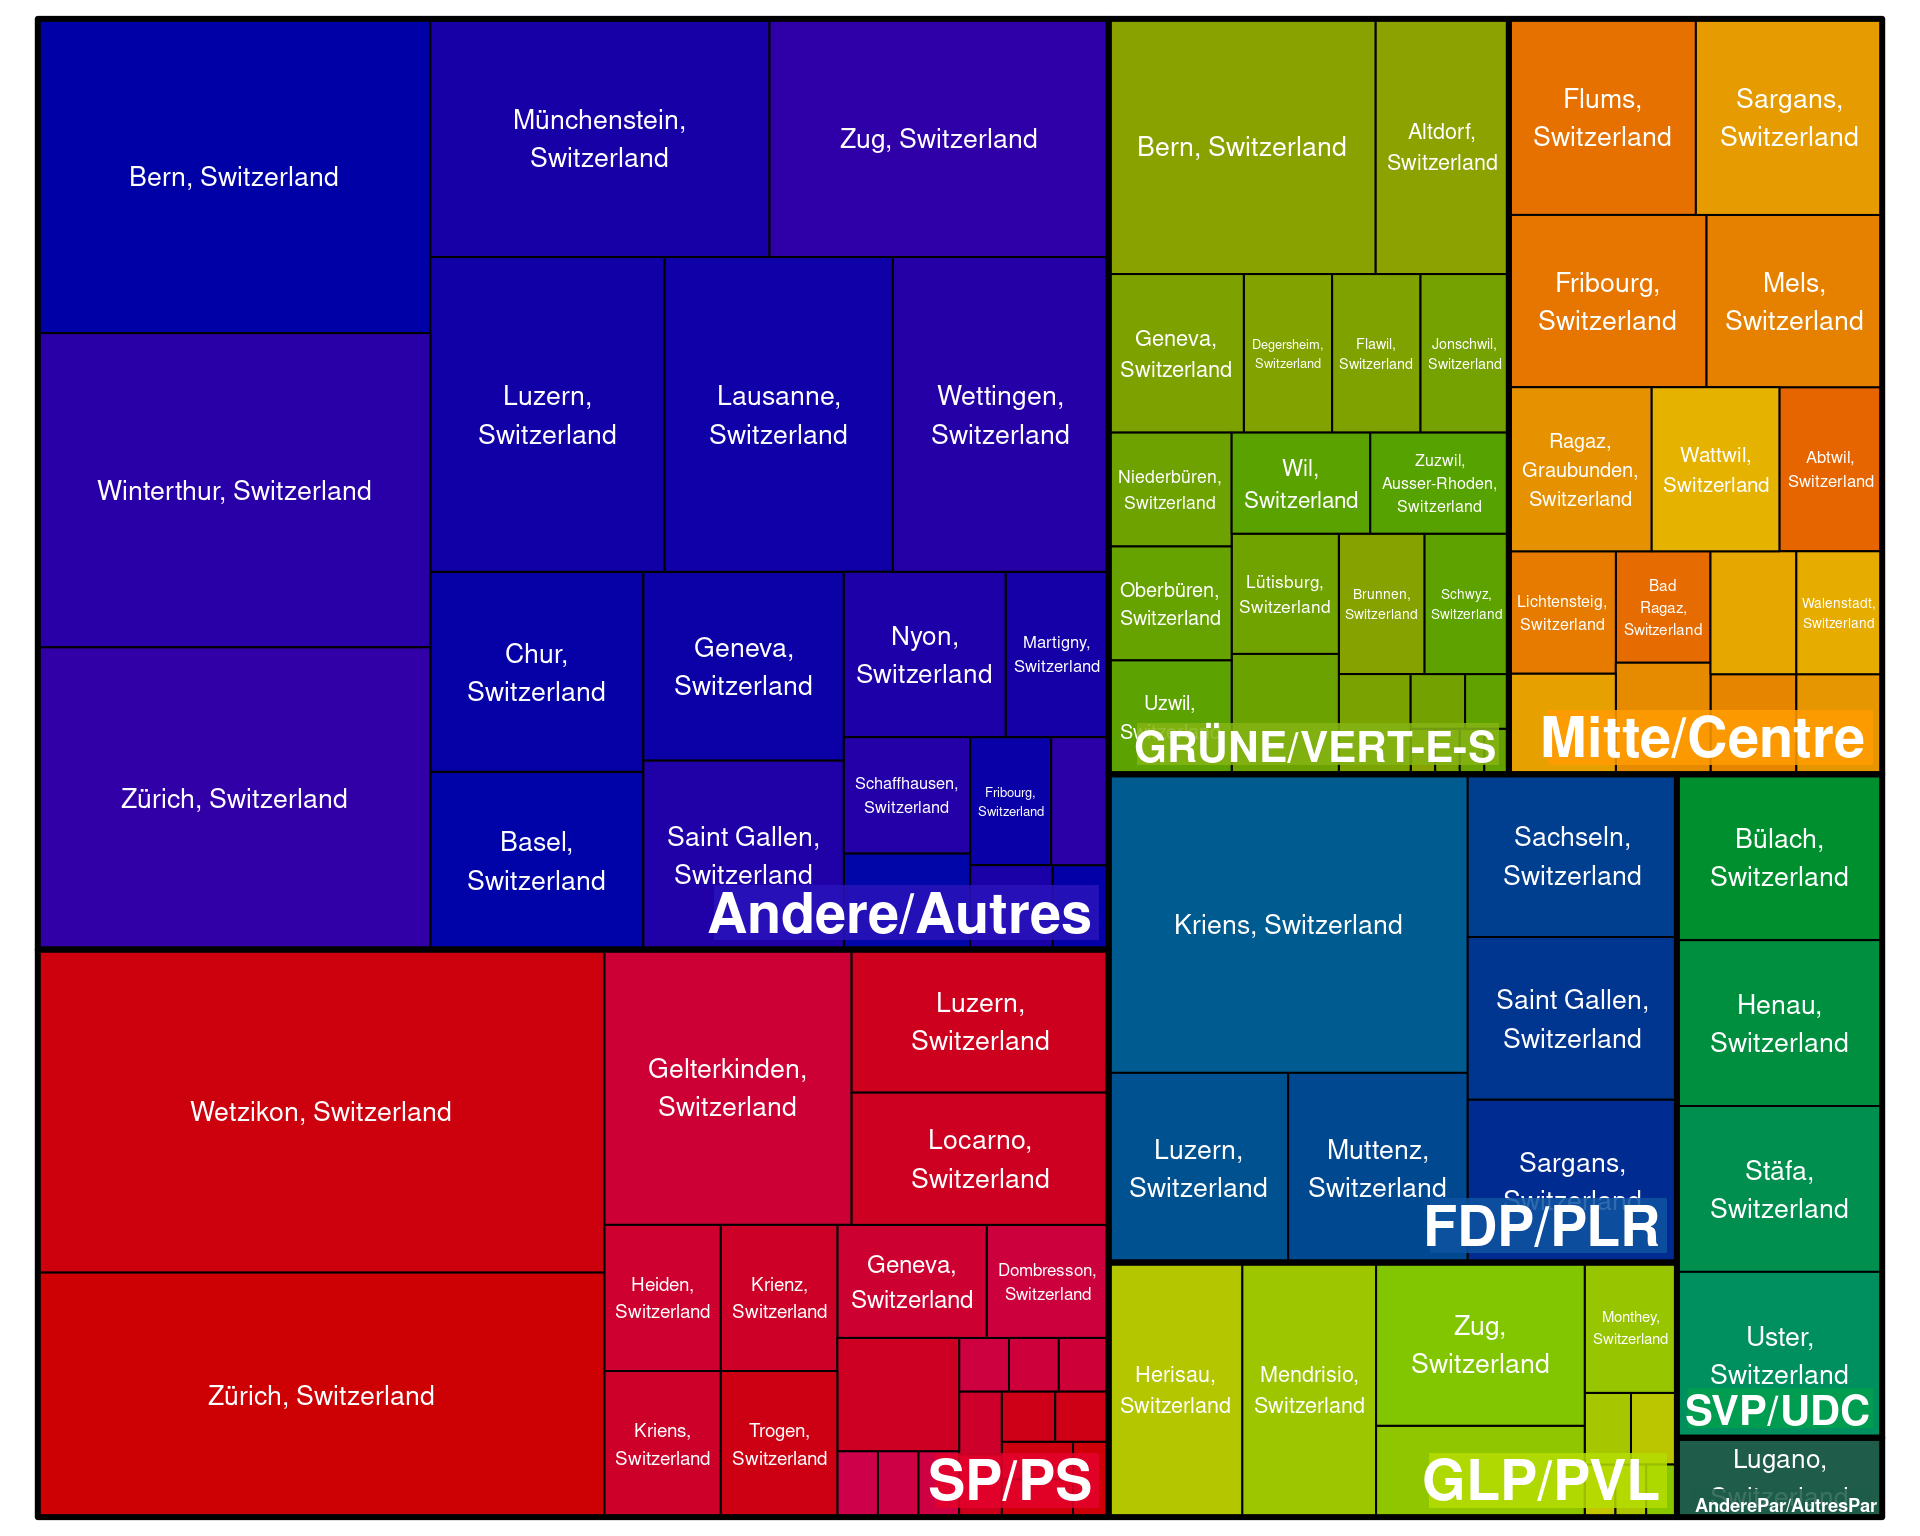 Bern, Switzerland
Winterthur, Switzerland
Zürich, Switzerland
Münchenstein,
Switzerland
Zug, Switzerland
Luzern,
Switzerland
Lausanne,
Switzerland
Wettingen,
Switzerland
Chur,
Switzerland
Basel,
Switzerland
Geneva,
Switzerland
Saint Gallen,
Switzerland
Nyon,
Switzerland
Martigny,
Switzerland
Schaffhausen,
Switzerland
Fribourg,
Switzerland
Andere/Autres
Wetzikon, Switzerland
Zürich, Switzerland
Gelterkinden,
Switzerland
Luzern,
Switzerland
Locarno,
Switzerland
Heiden,
Switzerland
Krienz,
Switzerland
Kriens,
Switzerland
Trogen,
Switzerland
Geneva,
Switzerland
Dombresson,
Switzerland
SP/PS
Bern, Switzerland
Altdorf,
Switzerland
Geneva,
Switzerland
Degersheim,
Switzerland
Flawil,
Switzerland
Jonschwil,
Switzerland
Niederbüren,
Switzerland
Oberbüren,
Switzerland
Uzwil,
Switzerland
Wil,
Switzerland
Zuzwil,
Ausser-Rhoden,
Switzerland
Lütisburg,
Switzerland
Brunnen,
Switzerland
Schwyz,
Switzerland
GRÜNE/VERT-E-S
Flums,
Switzerland
Sargans,
Switzerland
Fribourg,
Switzerland
Mels,
Switzerland
Ragaz,
Graubunden,
Switzerland
Wattwil,
Switzerland
Abtwil,
Switzerland
Lichtensteig,
Switzerland
Bad
Ragaz,
Switzerland
Walenstadt,
Switzerland
Mitte/Centre
Kriens, Switzerland
Luzern,
Switzerland
Muttenz,
Switzerland
Sachseln,
Switzerland
Saint Gallen,
Switzerland
Sargans,
Switzerland
FDP/PLR
Herisau,
Switzerland
Mendrisio,
Switzerland
Zug,
Switzerland
Monthey,
Switzerland
GLP/PVL
Bülach,
Switzerland
Henau,
Switzerland
Stäfa,
Switzerland
Uster,
Switzerland
SVP/UDC
Lugano,
Switzerland
AnderePar/AutresPar